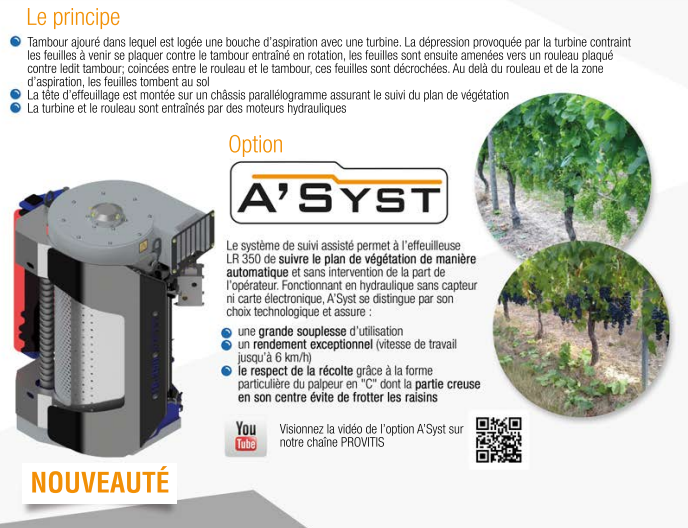 Le principe
Tambour ajouré dans lequel est logée une bouche d'aspiration avec une turbine. La dépression provoquée par la turbine contraint
les feuilles à venir se plaquer contre le tambour entraîné en rotation, les feuilles sont ensuite amenées vers un rouleau plaqué
contre ledit tambour; coincées entre le rouleau et le tambour, ces feuilles sont décrochées. Au delà du rouleau et de la zone
d'aspiration, les feuilles tombent au sol
La tête d'effeuillage est montée sur un châssis parallélogramme assurant le suivi du plan de végétation
La turbine et le rouleau sont entraînés par des moteurs hydrauliques
Option
A'SYST
Le système de suivi assisté permet à l'effeuilleuse
LR 350 de suivre le plan de végétation de manière
automatique et sans intervention de la part de
l'opérateur. Fonctionnant en hydraulique sans capteur
ni carte électronique, A'Syst se distingue par son
choix technologique et assure :
une grande souplesse d'utilisation
un rendement exceptionnel (vitesse de travail
jusqu'à 6 km/h)
le respect de la récolte grâce à la forme
particulière du palpeur en "C" dont la partie creuse
en son centre évite de frotter les raisins
You
Tube
Visionnez la vidéo de l'option A'Syst sur
notre chaîne PROVITIS
NOUVEAUTÉ